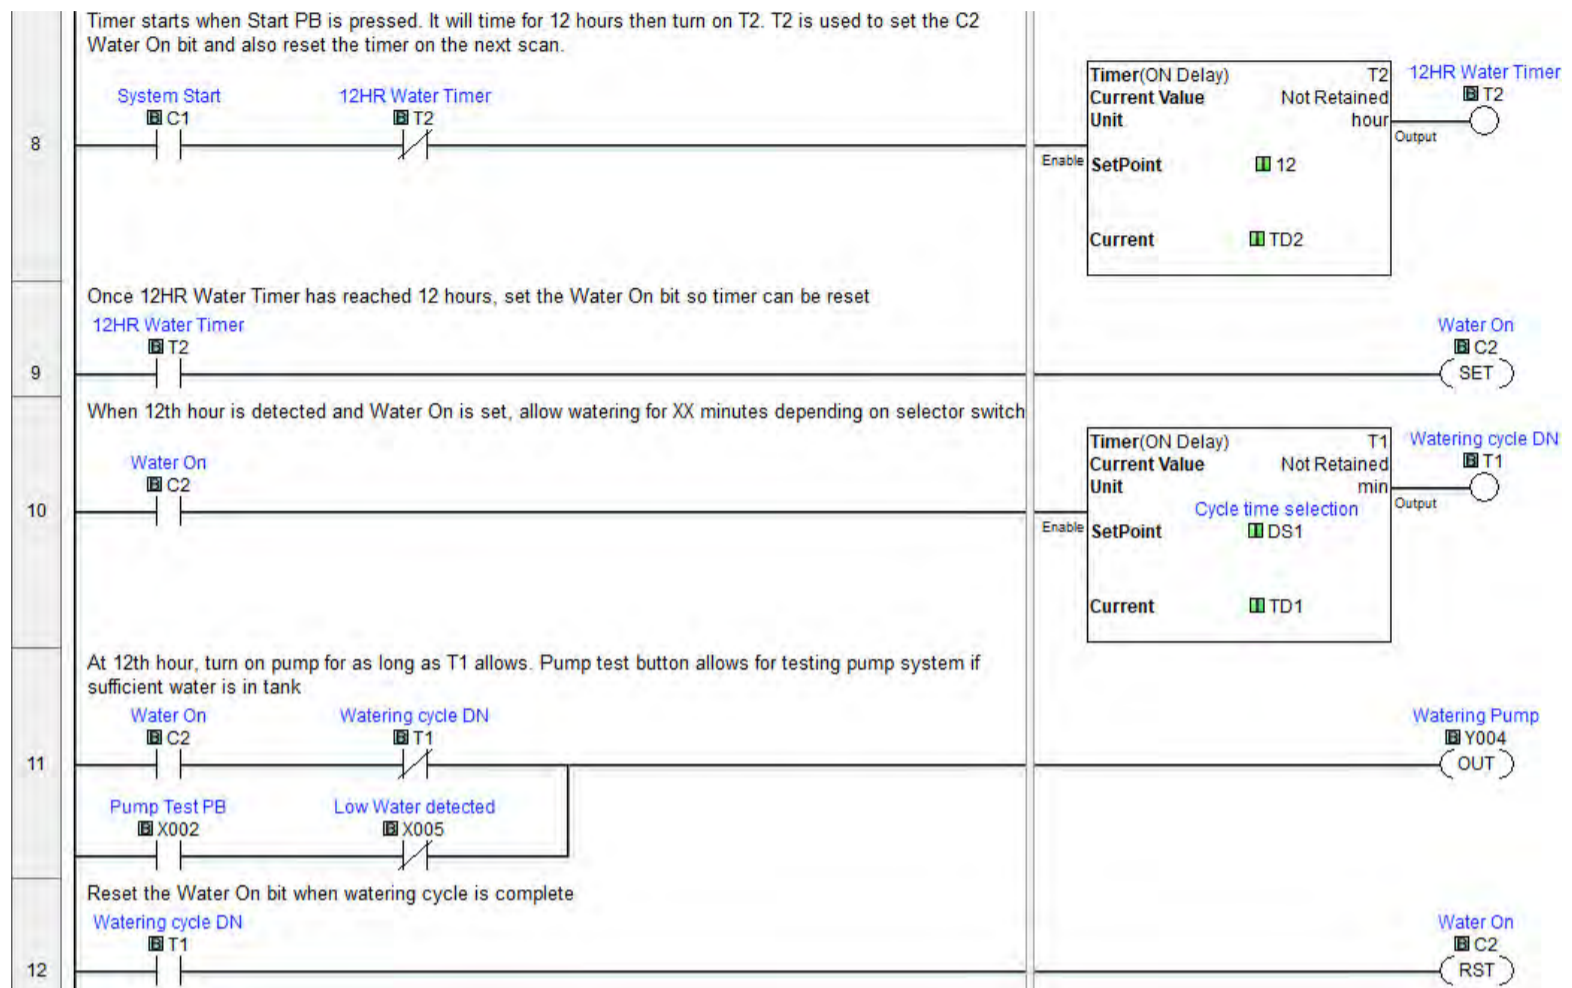 Timer starts when Start PB is pressed. It will time for 12 hours then turn on T2. T2 is used to set the C2
Water On bit and also reset the timer on the next scan.
8
System Start
B C1
12HR Water Timer
B T2
Enable
Timer(ON Delay) T2
Current Value Not Retained
Unit hour
SetPoint 12
Current TD2
Output
12HR Water Timer
B T2
Once 12HR Water Timer has reached 12 hours, set the Water On bit so timer can be reset
9
12HR Water Timer
B T2
Water On
B C2
SET
When 12th hour is detected and Water On is set, allow watering for XX minutes depending on selector switch
10
Water On
B C2
Enable
Timer(ON Delay) T1
Current Value Not Retained
Unit min
Cycle time selection
SetPoint DS1
Current TD1
Output
Watering cycle DN
B T1
At 12th hour, turn on pump for as long as T1 allows. Pump test button allows for testing pump system if
sufficient water is in tank
11
Water On
B C2
Watering cycle DN
B T1
Watering Pump
B Y004
OUT
Pump Test PB
B X002
Low Water detected
B X005
Reset the Water On bit when watering cycle is complete
12
Watering cycle DN
B T1
Water On
B C2
RST